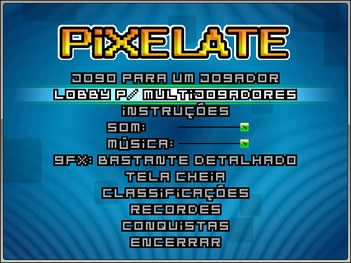 PIXELATE
JOGO PARA UM JOGADOR
LOBBY P/ MULTIJOGADORES
INSTRUÇÕES
SOM:
MÚSICA:
GFX: BASTANTE DETALHADO
TELA CHEIA
CLASSIFICAÇÕES
RECORDES
CONQUISTAS
ENCERRAR